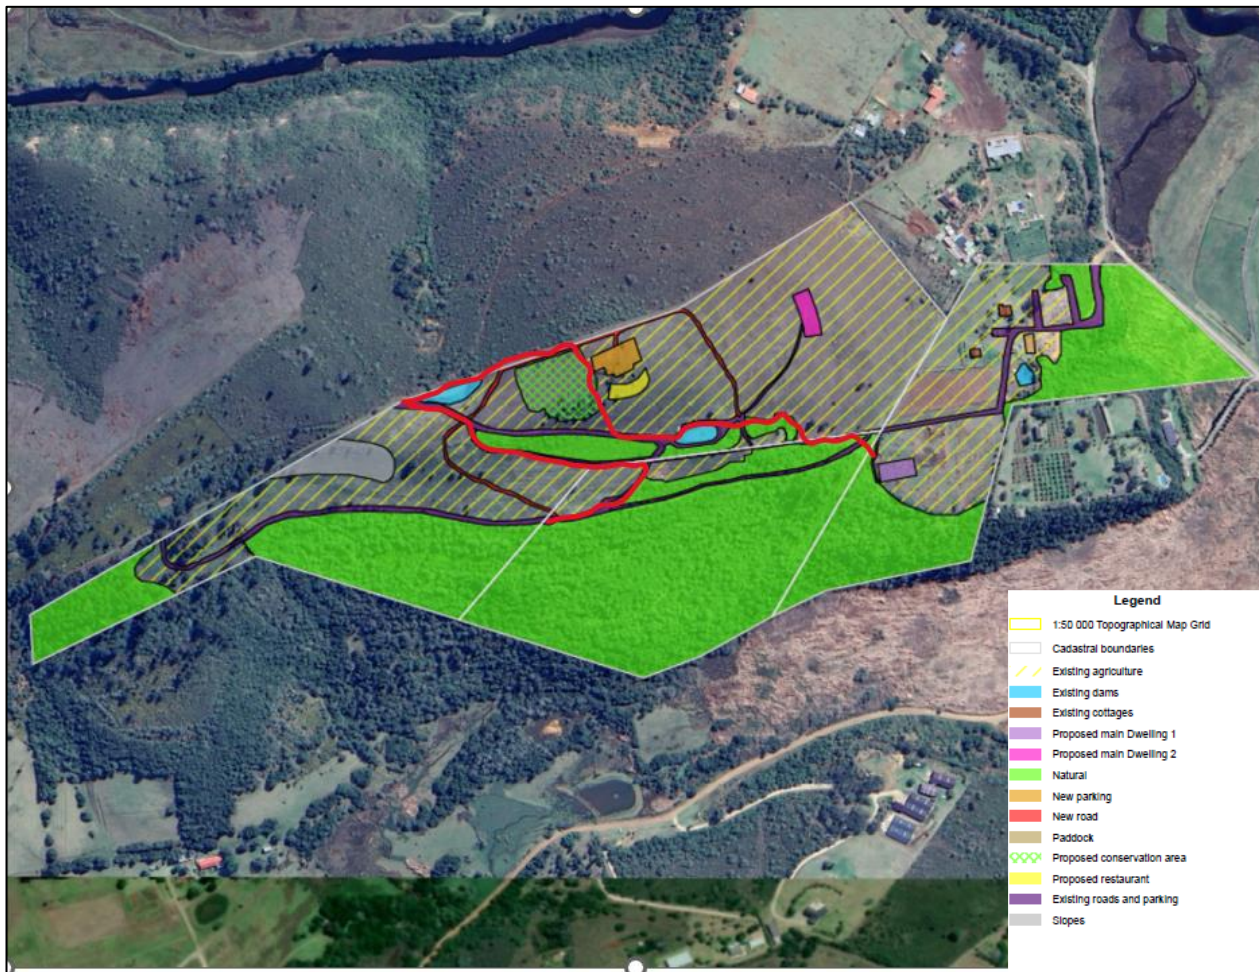 Legend
1:50 000 Topographical Map Grid
Cadastral boundaries
Existing agriculture
Existing dams
Existing cottages
Proposed main Dwelling 1
Proposed main Dwelling 2
Natural
New parking
New road
Paddock
Proposed conservation area
Proposed restaurant
Existing roads and parking
Slopes